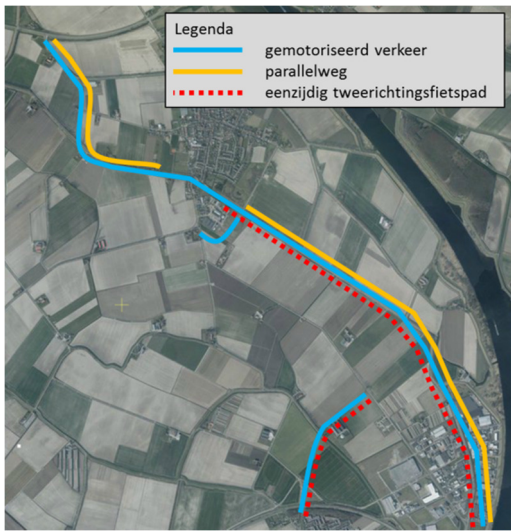 Legenda
gemotoriseerd verkeer
parallelweg
eenzijdig tweerichtingsfietspad